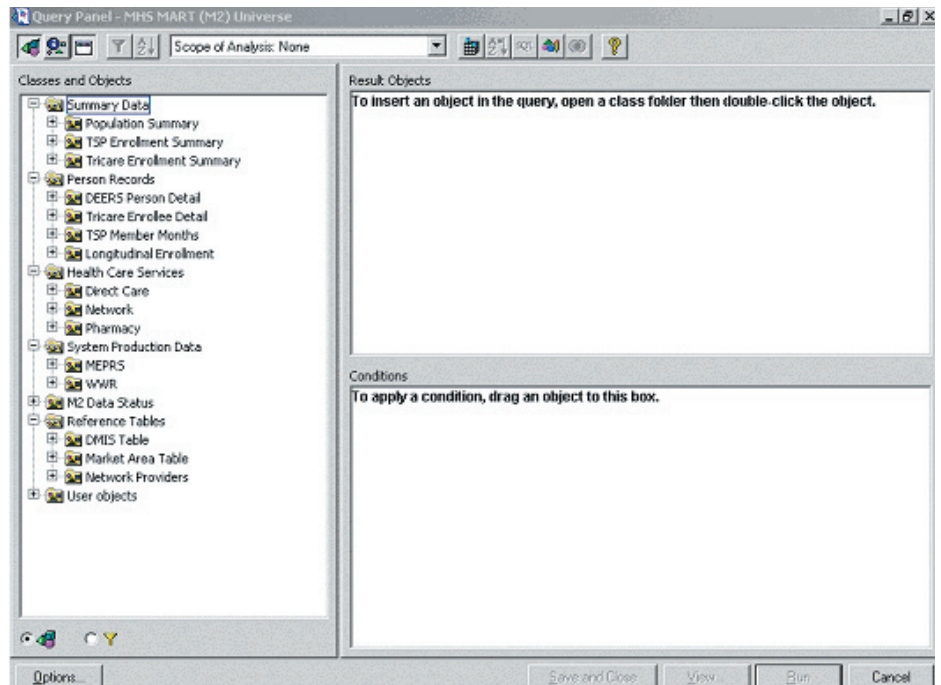 Query Panel - MHS MART (M2) Universe
Scope of Analysis: None
Classes and Objects
Summary Data
Population Summary
TSP Enrollment Summary
Tricare Enrollment Summary
Person Records
DEERS Person Detail
Tricare Enrollee Detail
TSP Member Months
Longitudinal Enrollment
Health Care Services
Direct Care
Network
Pharmacy
System Production Data
MEPRS
WWR
M2 Data Status
Reference Tables
DMIS Table
Market Area Table
Network Providers
User objects
Result Objects
To insert an object in the query, open a class folder then double-click the object.
Conditions
To apply a condition, drag an object to this box.
Options...
Save and Close
View...
Run
Cancel